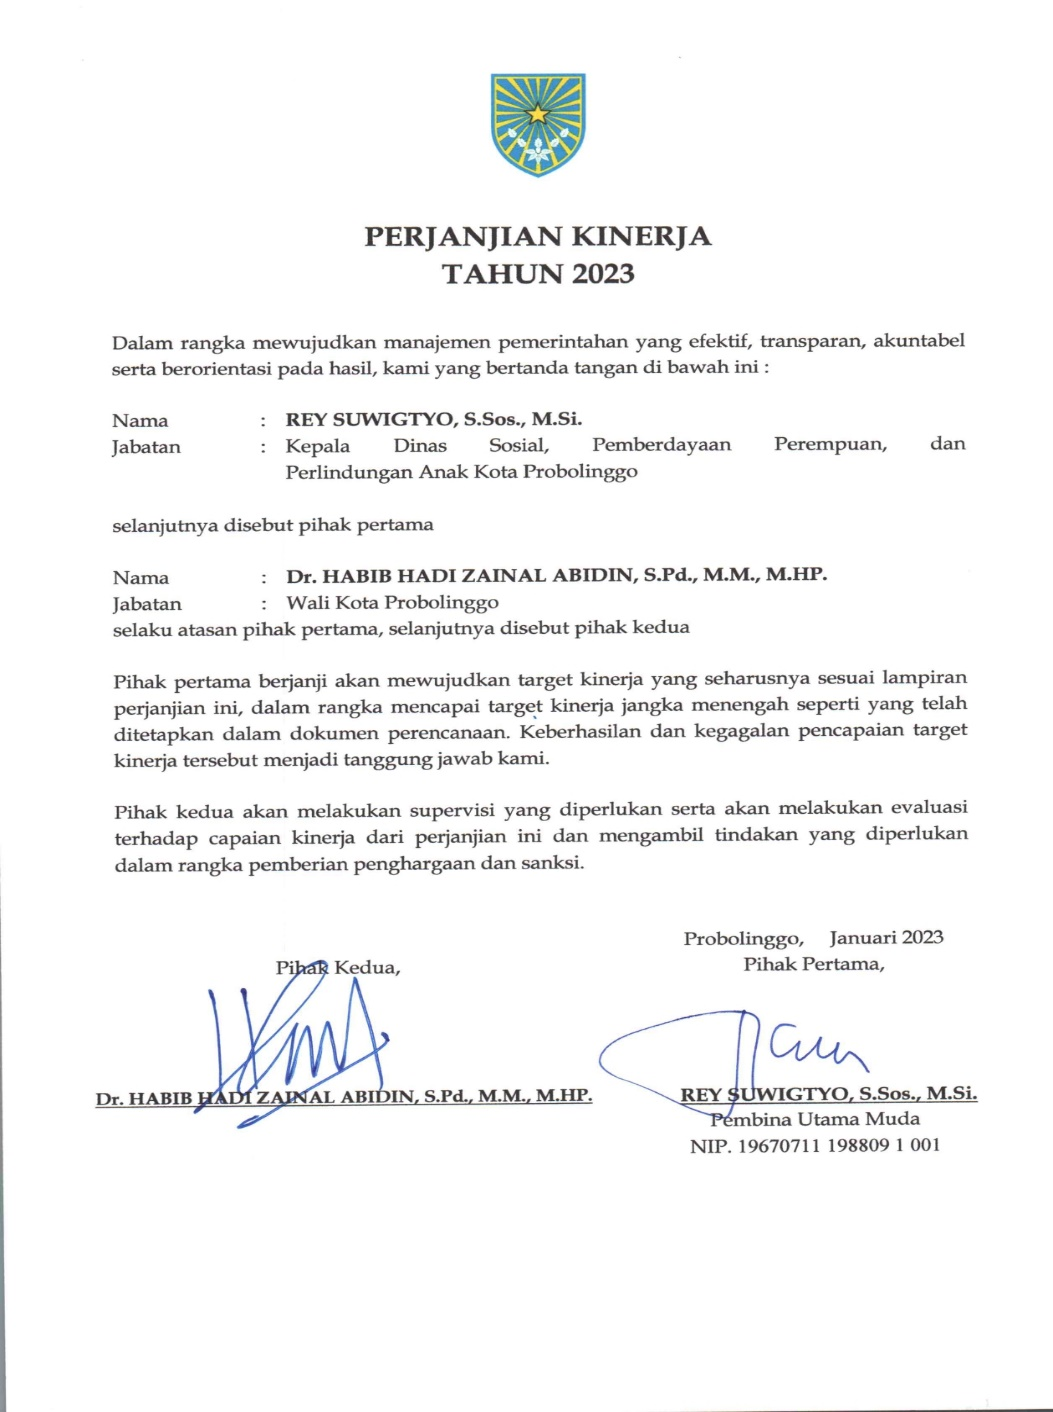 PERJANJIAN KINERJA
TAHUN 2023
Dalam rangka mewujudkan manajemen pemerintahan yang efektif, transparan, akuntabel
serta berorientasi pada hasil, kami yang bertanda tangan di bawah ini :
Nama : REY SUWIGTYO, S.Sos., M.Si.
Jabatan : Kepala Dinas Sosial, Pemberdayaan Perempuan, dan
Perlindungan Anak Kota Probolinggo
selanjutnya disebut pihak pertama
Nama : Dr. HABIB HADI ZAINAL ABIDIN, S.Pd., M.M., M.HP.
Jabatan : Wali Kota Probolinggo
selaku atasan pihak pertama, selanjutnya disebut pihak kedua
Pihak pertama berjanji akan mewujudkan target kinerja yang seharusnya sesuai lampiran
perjanjian ini, dalam rangka mencapai target kinerja jangka menengah seperti yang telah
ditetapkan dalam dokumen perencanaan. Keberhasilan dan kegagalan pencapaian target
kinerja tersebut menjadi tanggung jawab kami.
Pihak kedua akan melakukan supervisi yang diperlukan serta akan melakukan evaluasi
terhadap capaian kinerja dari perjanjian ini dan mengambil tindakan yang diperlukan
dalam rangka pemberian penghargaan dan sanksi.
Probolinggo, Januari 2023
Pihak Kedua,
Pihak Pertama,
Dr. HABIB HADI ZAINAL ABIDIN, S.Pd., M.M., M.HP.
REY SUWIGTYO, S.Sos., M.Si.
Pembina Utama Muda
NIP. 19670711 198809 1 001